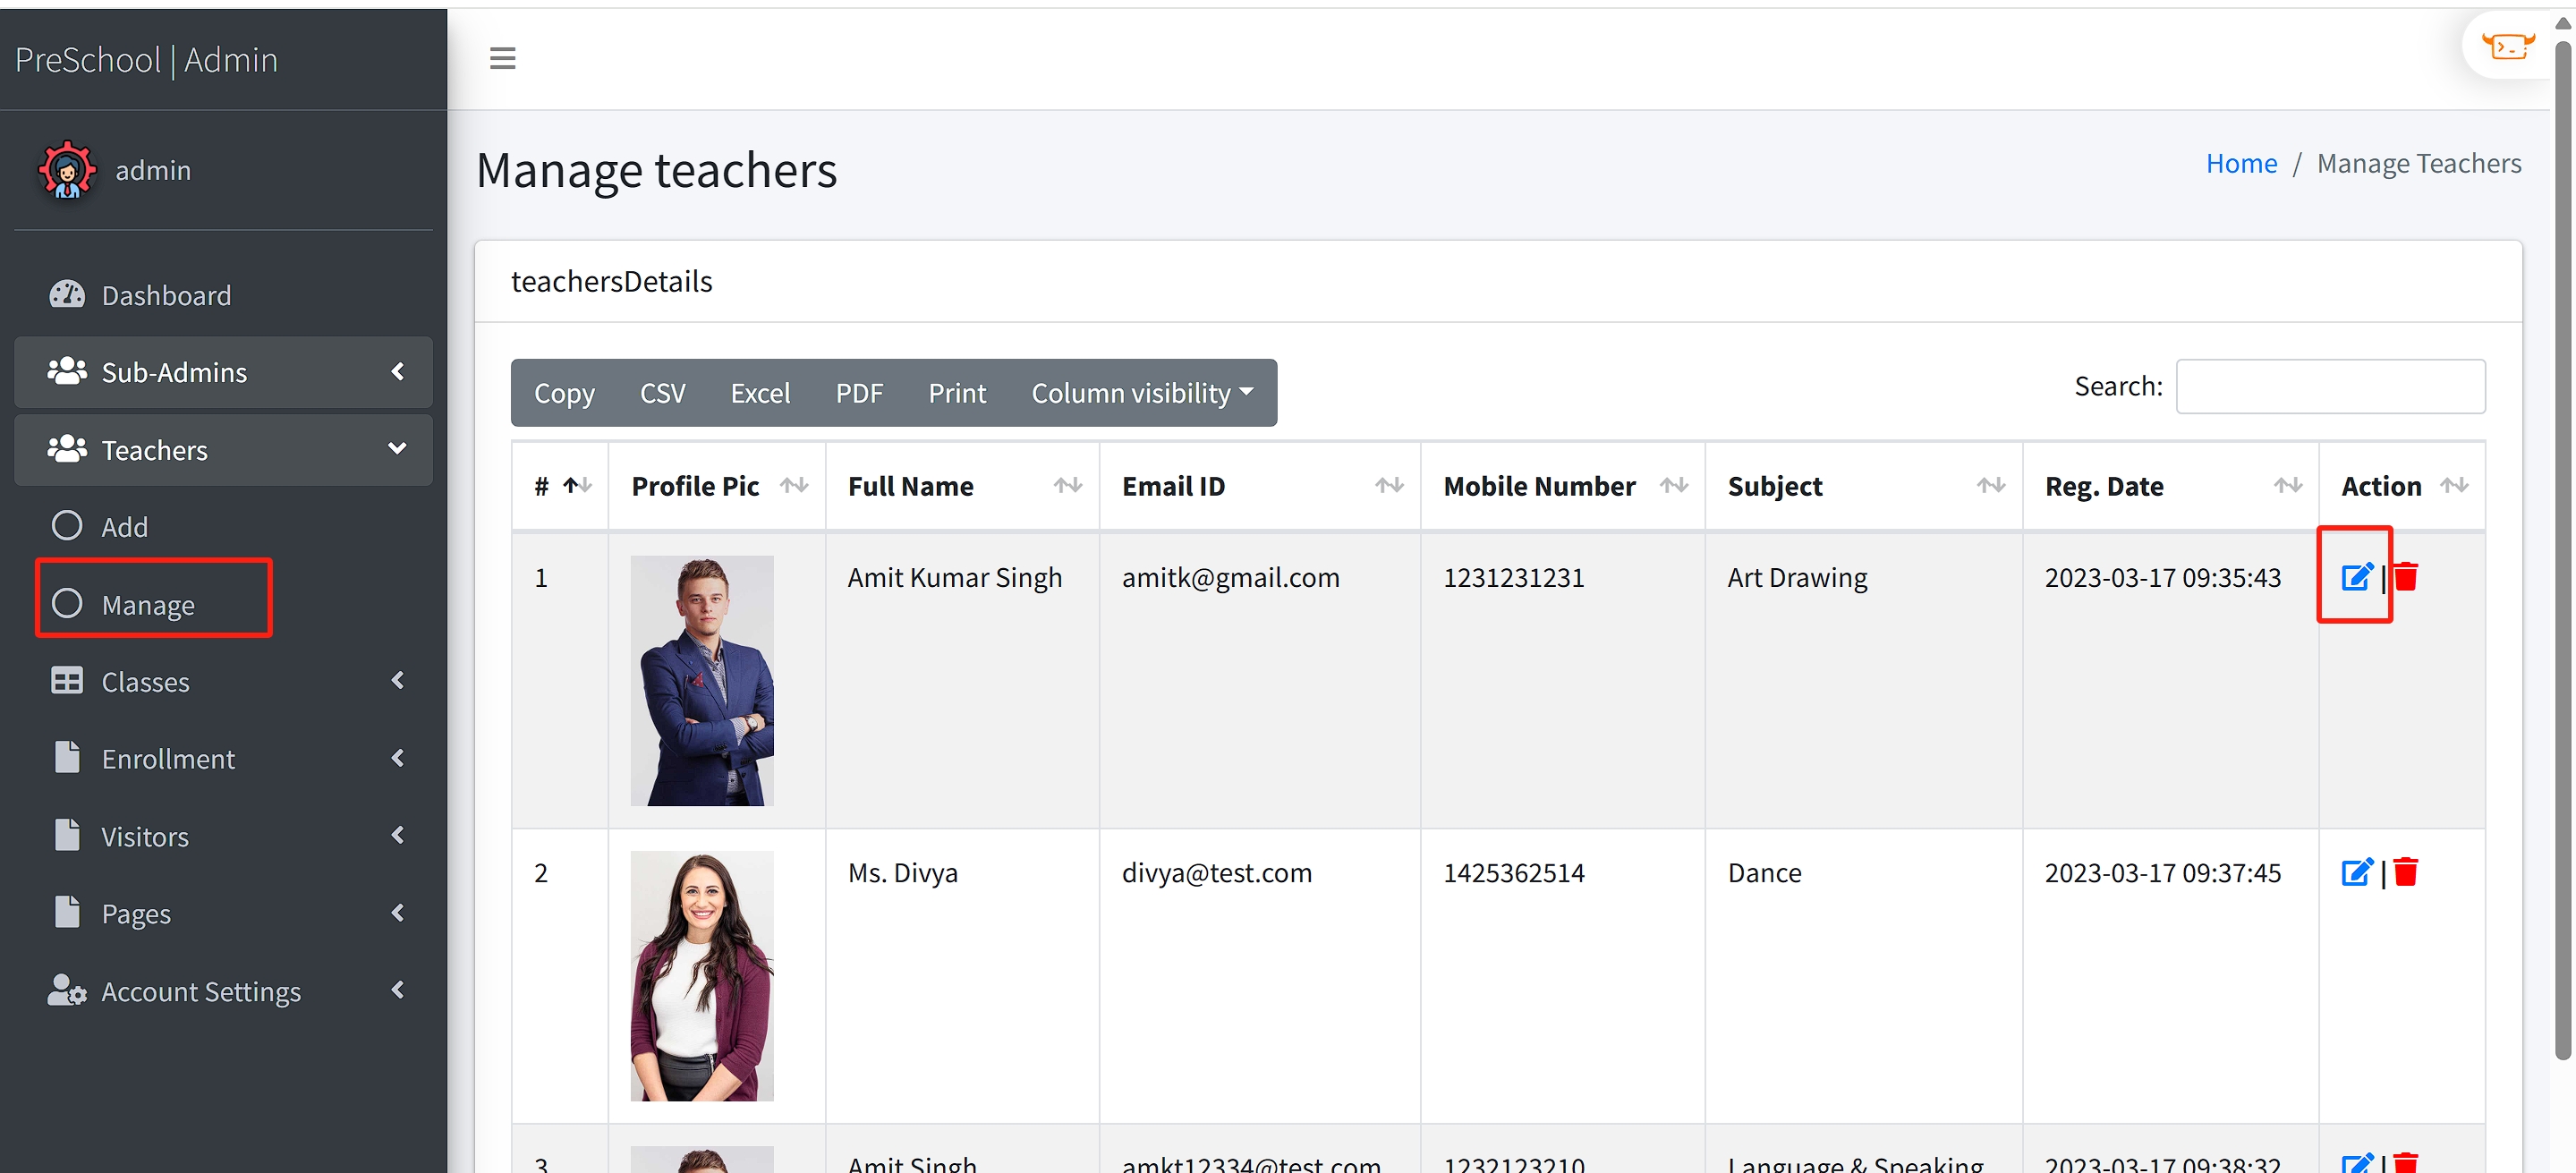 PreSchool | Admin
admin
Dashboard
Sub-Admins
Teachers
Add
Manage
Classes
Enrollment
Visitors
Pages
Account Settings
Manage teachers
Home / Manage Teachers
teachersDetails
Copy CSV Excel PDF Print Column visibility
Search:
# Profile Pic Full Name Email ID Mobile Number Subject Reg. Date Action
1 Amit Kumar Singh amitk@gmail.com 1231231231 Art Drawing 2023-03-17 09:35:43 |
2 Ms. Divya divya@test.com 1425362514 Dance 2023-03-17 09:37:45 |
3 Amit Singh amkt12334@test.com 1232123210 Language & Speaking 2023-03-17 09:38:32 |